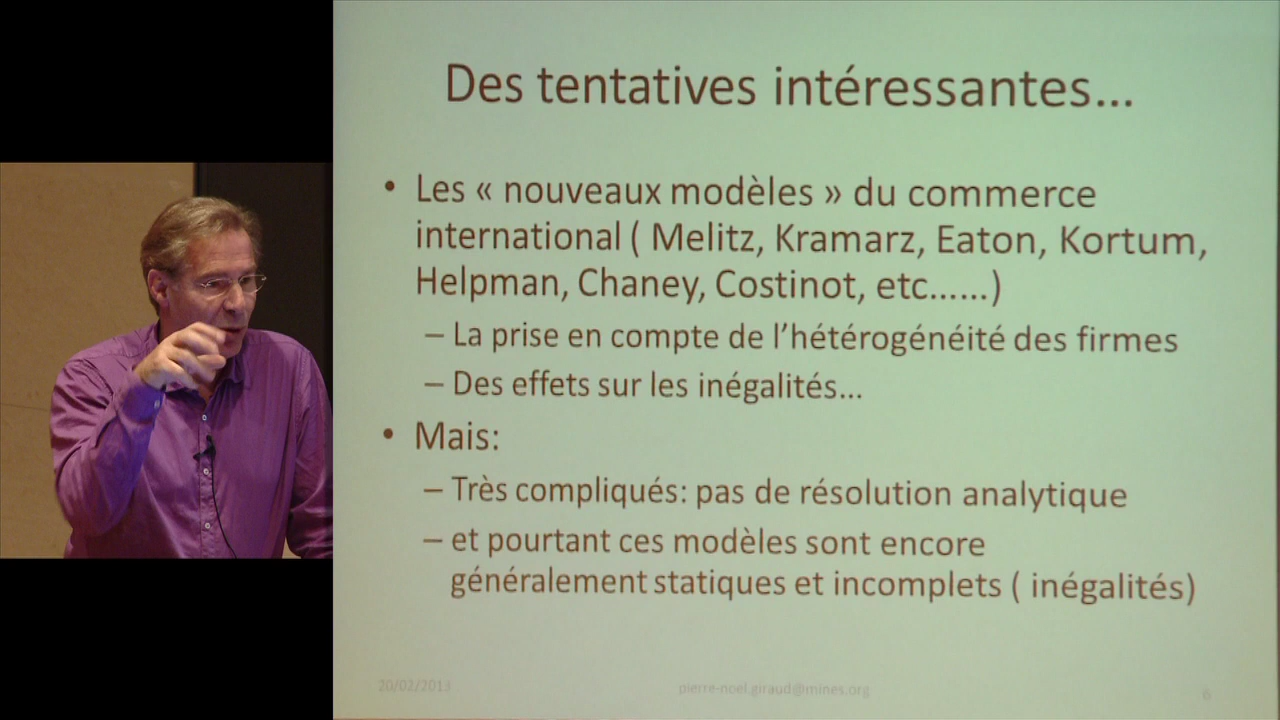 Des tentatives intéressantes...
• Les « nouveaux modèles » du commerce
international ( Melitz, Kramarz, Eaton, Kortum,
Helpman, Chaney, Costinot, etc......)
– La prise en compte de l'hétérogénéité des firmes
– Des effets sur les inégalités...
• Mais:
– Très compliqués: pas de résolution analytique
– et pourtant ces modèles sont encore
généralement statiques et incomplets ( inégalités)
20/02/2013 pierre-noel.giraud@mines.org 6